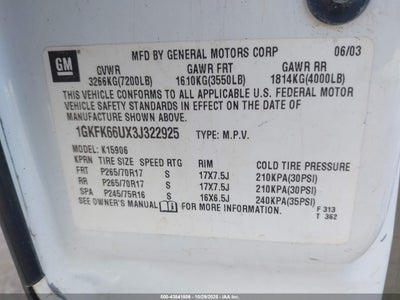 GM
MFD BY GENERAL MOTORS CORP 06/03
GVWR GAWR FRT GAWR RR
3266KG(7200LB) 1610KG(3550LB) 1814KG(4000LB)
THIS VEHICLE CONFORMS TO ALL APPLICABLE U.S. FEDERAL MOTOR
VEHICLE SAFETY STANDARDS IN EFFECT ON THE DATE OF
MANUFACTURE SHOWN ABOVE.
1GKFK66UX3J322925 TYPE: M.P.V.
MODEL: K15906
KPRN TIRE SIZE SPEED RTG RIM COLD TIRE PRESSURE
FRT P265/70R17 S 17X7.5J 210KPA(30PSI)
RR P265/70R17 S 17X7.5J 210KPA(30PSI)
SPA P245/75R16 S 16X6.5J 240KPA(35PSI)
SEE OWNER'S MANUAL FOR MORE INFORMATION.
F 313
T 362